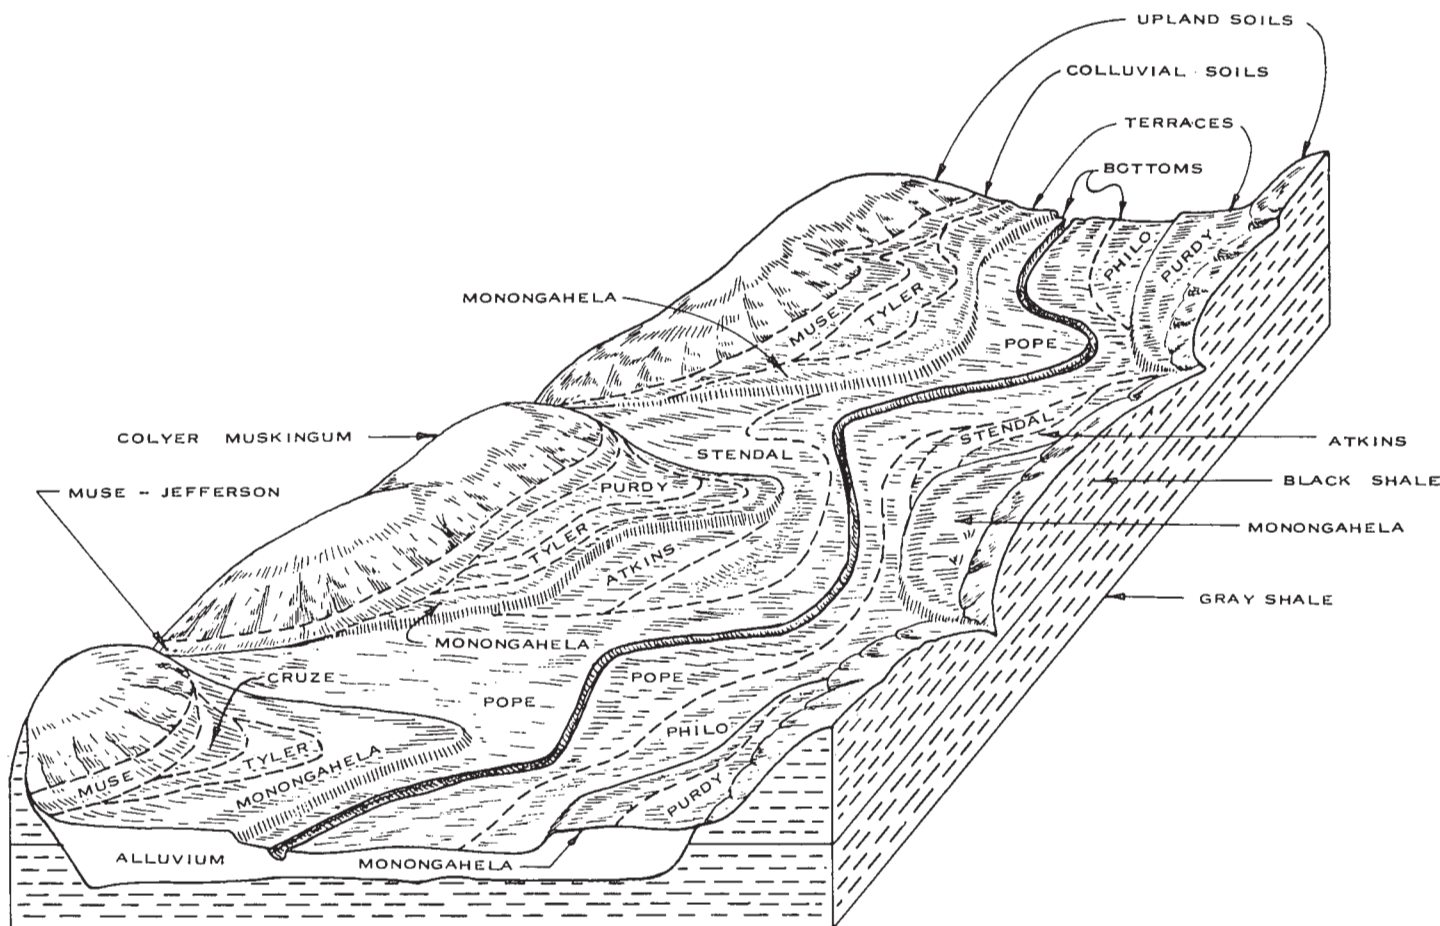 UPLAND SOILS
COLLUVIAL SOILS
TERRACES
BOTTOMS
PHILO
PURDY
MONONGAHELA
TYLER
MUSE
POPE
STENDAL
COLYER MUSKINGUM
ATKINS
STENDAL
BLACK SHALE
MUSE - JEFFERSON
PURDY
MONONGAHELA
TYLER
ATKINS
GRAY SHALE
MONONGAHELA
CRUZE
POPE
POPE
PHILO
TYLER
MUSE
MONONGAHELA
PURDY
ALLUVIUM
MONONGAHELA